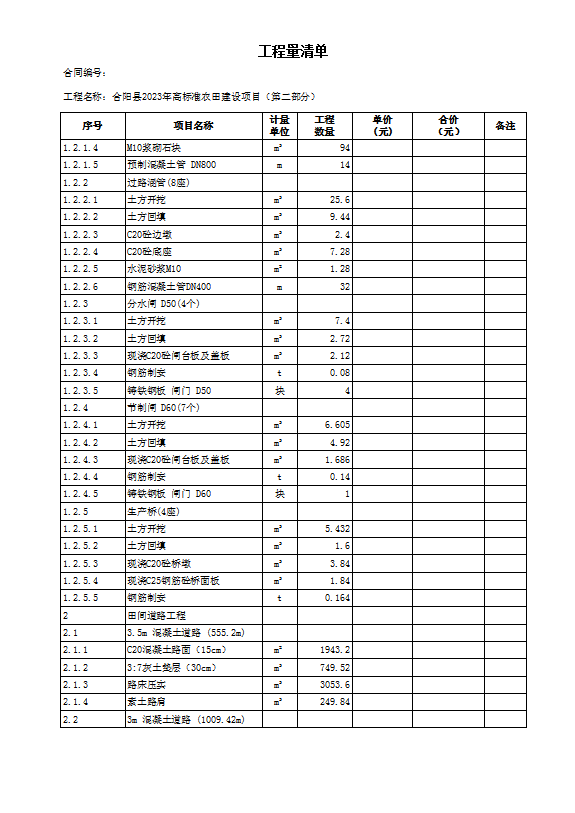 工程量清单
合同编号:
工程名称: 合阳县2023年高标准农田建设项目（第二部分）
序号 项目名称 计量单位 工程数量 单价(元) 合价（元） 备注
1.2.1.4 M10浆砌石块 m³ 94
1.2.1.5 预制混凝土管 DN800 m 14
1.2.2 过路涵管(8座)
1.2.2.1 土方开挖 m³ 25.6
1.2.2.2 土方回填 m³ 9.44
1.2.2.3 C20砼边墩 m³ 2.4
1.2.2.4 C20砼底座 m³ 7.28
1.2.2.5 水泥砂浆M10 m² 1.28
1.2.2.6 钢筋混凝土管DN400 m 32
1.2.3 分水闸 D50(4个)
1.2.3.1 土方开挖 m³ 7.4
1.2.3.2 土方回填 m³ 2.72
1.2.3.3 现浇C20砼闸台板及盖板 m³ 2.12
1.2.3.4 钢筋制安 t 0.08
1.2.3.5 铸铁钢板 闸门 D50 块 4
1.2.4 节制闸 D60(7个)
1.2.4.1 土方开挖 m³ 6.605
1.2.4.2 土方回填 m³ 4.92
1.2.4.3 现浇C20砼闸台板及盖板 m³ 1.686
1.2.4.4 钢筋制安 t 0.14
1.2.4.5 铸铁钢板 闸门 D60 块 1
1.2.5 生产桥(4座)
1.2.5.1 土方开挖 m³ 5.432
1.2.5.2 土方回填 m³ 1.6
1.2.5.3 现浇C20砼桥墩 m³ 3.84
1.2.5.4 现浇C25钢筋砼桥面板 m³ 1.84
1.2.5.5 钢筋制安 t 0.164
2 田间道路工程
2.1 3.5m 混凝土道路 (555.2m)
2.1.1 C20混凝土路面（15cm） m² 1943.2
2.1.2 3:7灰土垫层（30cm） m³ 749.52
2.1.3 路床压实 m² 3053.6
2.1.4 素土路肩 m³ 249.84
2.2 3m 混凝土道路 (1009.42m)